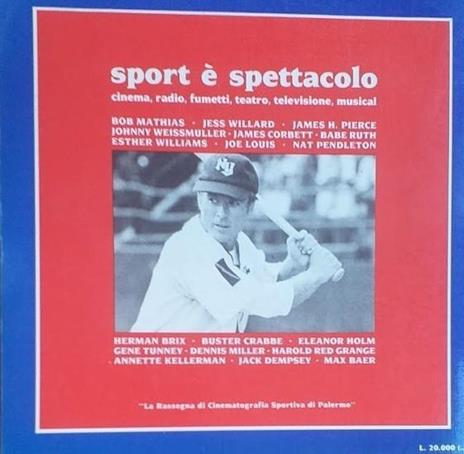 sport è spettacolo
cinema, radio, fumetti, teatro, televisione, musical
BOB MATHIAS · JESS WILLARD · JAMES H. PIERCE
JOHNNY WEISSMULLER · JAMES CORBETT · BABE RUTH
ESTHER WILLIAMS · JOE LOUIS · NAT PENDLETON
NU
HERMAN BRIX · BUSTER CRABBE · ELEANOR HOLM
GENE TUNNEY · DENNIS MILLER · HAROLD RED GRANGE
ANNETTE KELLERMAN · JACK DEMPSEY · MAX BAER
"La Rassegna di Cinematografia Sportiva di Palermo"
L. 20.000 (